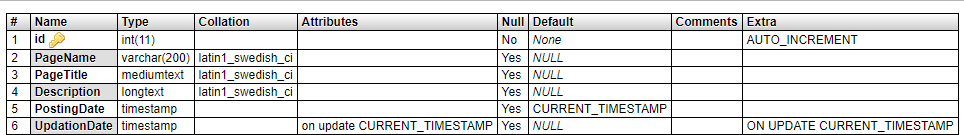 # Name Type Collation Attributes Null Default Comments Extra
1 id int(11) No None AUTO_INCREMENT
2 PageName varchar(200) latin1_swedish_ci Yes NULL
3 PageTitle mediumtext latin1_swedish_ci Yes NULL
4 Description longtext latin1_swedish_ci Yes NULL
5 PostingDate timestamp Yes CURRENT_TIMESTAMP
6 UpdationDate timestamp on update CURRENT_TIMESTAMP Yes NULL ON UPDATE CURRENT_TIMESTAMP